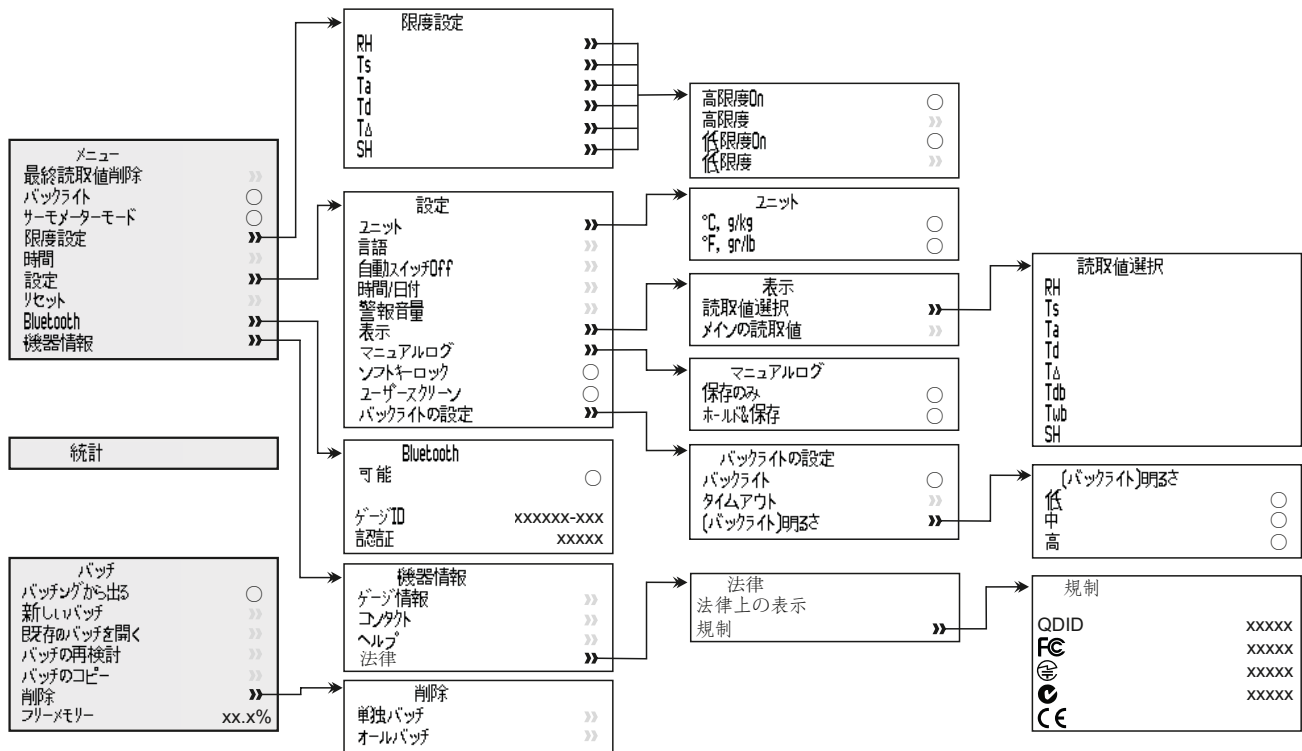 メニュー
最終読取値削除
バックライト
サーモメーターモード
限度設定
時間
設定
リセット
Bluetooth
機器情報
統計
バッチ
バッチングから出る
新しいバッチ
既存のバッチを開く
バッチの再検討
バッチのコピー
削除
フリーメモリー xx.x%
限度設定
RH
Ts
Ta
Td
T△
SH
設定
ユニット
言語
自動スイッチOff
時間/日付
警報音量
表示
マニュアルログ
ソフトキーロック
ユーザースクリーン
バックライトの設定
Bluetooth
可能
ゲージID xxxxxx-xxx
認証 xxxxx
機器情報
ゲージ情報
コンタクト
ヘルプ
法律
削除
単独バッチ
オールバッチ
高限度On
高限度
低限度On
低限度
ユニット
°C, g/kg
°F, gr/lb
表示
読取値選択
メインの読取値
マニュアルログ
保存のみ
ホールド&保存
バックライトの設定
バックライト
タイムアウト
(バックライト)明るさ
法律
法律上の表示
規制
読取値選択
RH
Ts
Ta
Td
T△
Tdb
Twb
SH
(バックライト)明るさ
低
中
高
規制
QDID xxxxx
FC xxxxx
xxxxx
xxxxx
CE